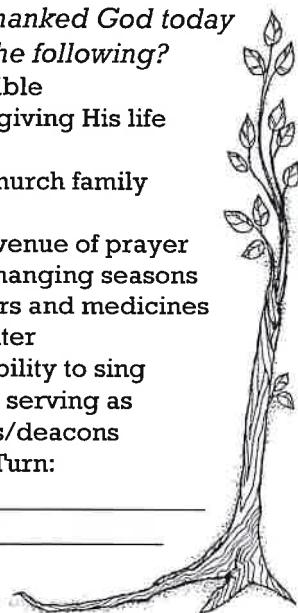 hanked God today
he following?
ible
giving His life
hurch family
venue of prayer
hanging seasons
rs and medicines
ter
bility to sing
serving as
s/deacons
Turn: